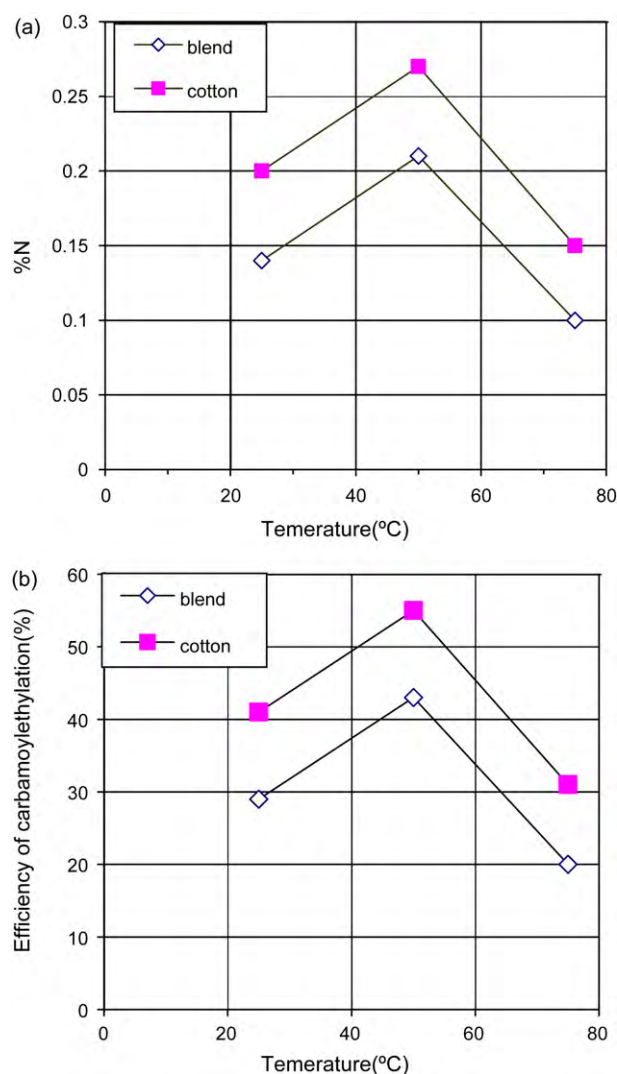 (a)
0.3
blend
cotton
0.25
0.2
0.15
0.1
0.05
0
%N
0 20 40 60 80
Temerature(ºC)
(b)
60
blend
cotton
50
40
30
20
10
0
Efficiency of carbamoylethylation(%)
0 20 40 60 80
Temerature(ºC)